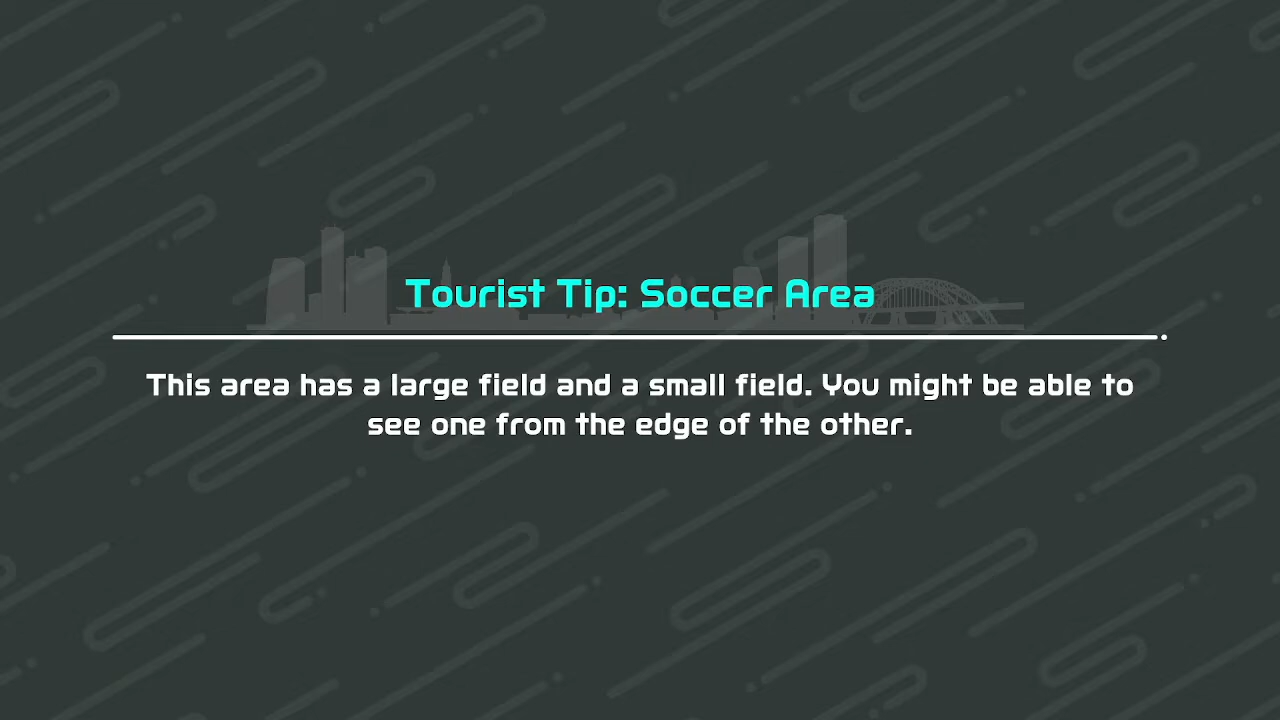 Tourist Tip: Soccer Area
This area has a large field and a small field. You might be able to
see one from the edge of the other.